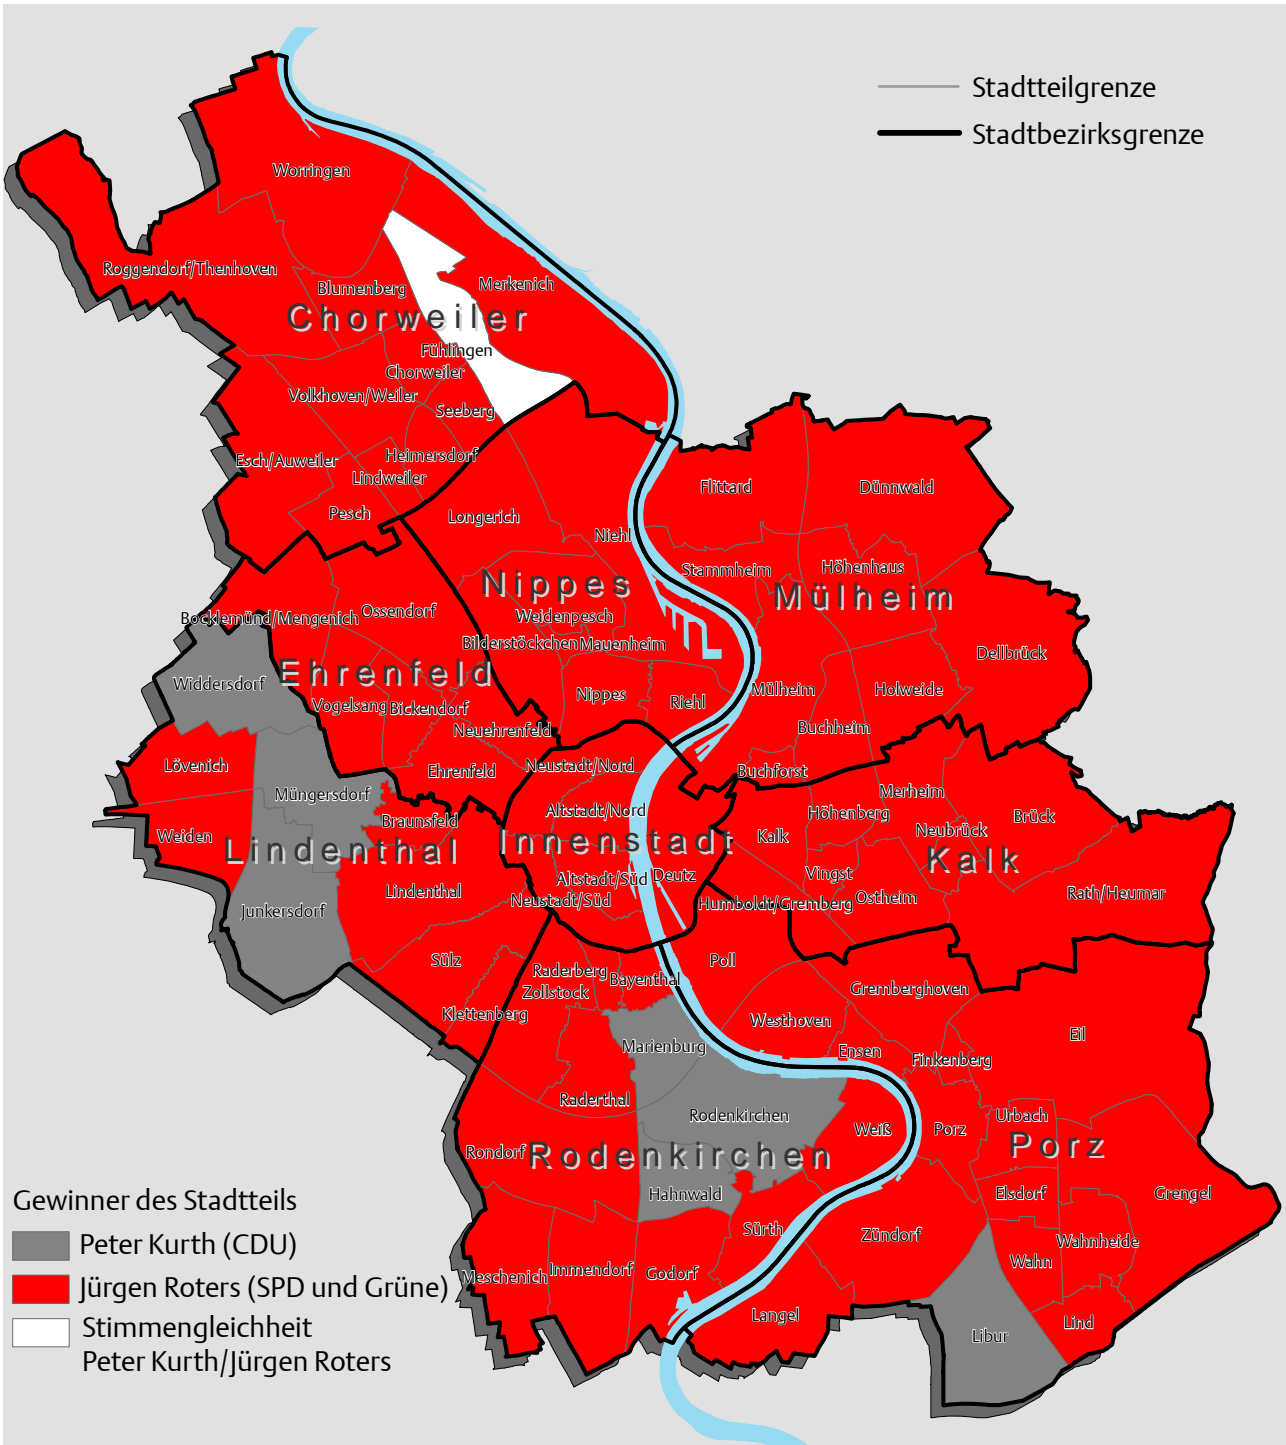 Stadtteilgrenze
Stadtbezirksgrenze
Worringen
Roggendorf/Thenhoven
Blumenberg
Merkenich
Chorweiler
Fühlingen
Chorweiler
Volkhoven/Weiler
Seeberg
Esch/Auweiler
Heimersdorf
Lindweiler
Pesch
Longerich
Niehl
Flittard
Dünnwald
Stammheim
Höhenhaus
Nippes
Mülheim
Bocklemünd/Mengenich
Ossendorf
Weidenpesch
Bilderstöckchen
Mauenheim
Dellbrück
Ehrenfeld
Widdersdorf
Vogelsang
Bickendorf
Nippes
Riehl
Mülheim
Holweide
Neuehrenfeld
Buchheim
Lövenich
Ehrenfeld
Neustadt/Nord
Buchforst
Müngersdorf
Merheim
Altstadt/Nord
Höhenberg
Brück
Braunsfeld
Weiden
Kalk
Neubrück
Lindenthal
Innenstadt
Kalk
Lindenthal
Altstadt/Süd
Deutz
Vingst
Rath/Heumar
Neustadt/Süd
Humboldt/Gremberg
Ostheim
Junkersdorf
Sülz
Raderberg
Bayenthal
Poll
Zollstock
Gremberghoven
Klettenberg
Westhoven
Marienburg
Ensen
Finkenberg
Eil
Raderthal
Rodenkirchen
Weiß
Porz
Urbach
Rondorf
Rodenkirchen
Porz
Hahnwald
Elsdorf
Grengel
Sürth
Zündorf
Wahnheide
Meschenich
Immendorf
Godorf
Wahn
Langel
Libur
Lind
Gewinner des Stadtteils
Peter Kurth (CDU)
Jürgen Roters (SPD und Grüne)
Stimmengleichheit
Peter Kurth/Jürgen Roters